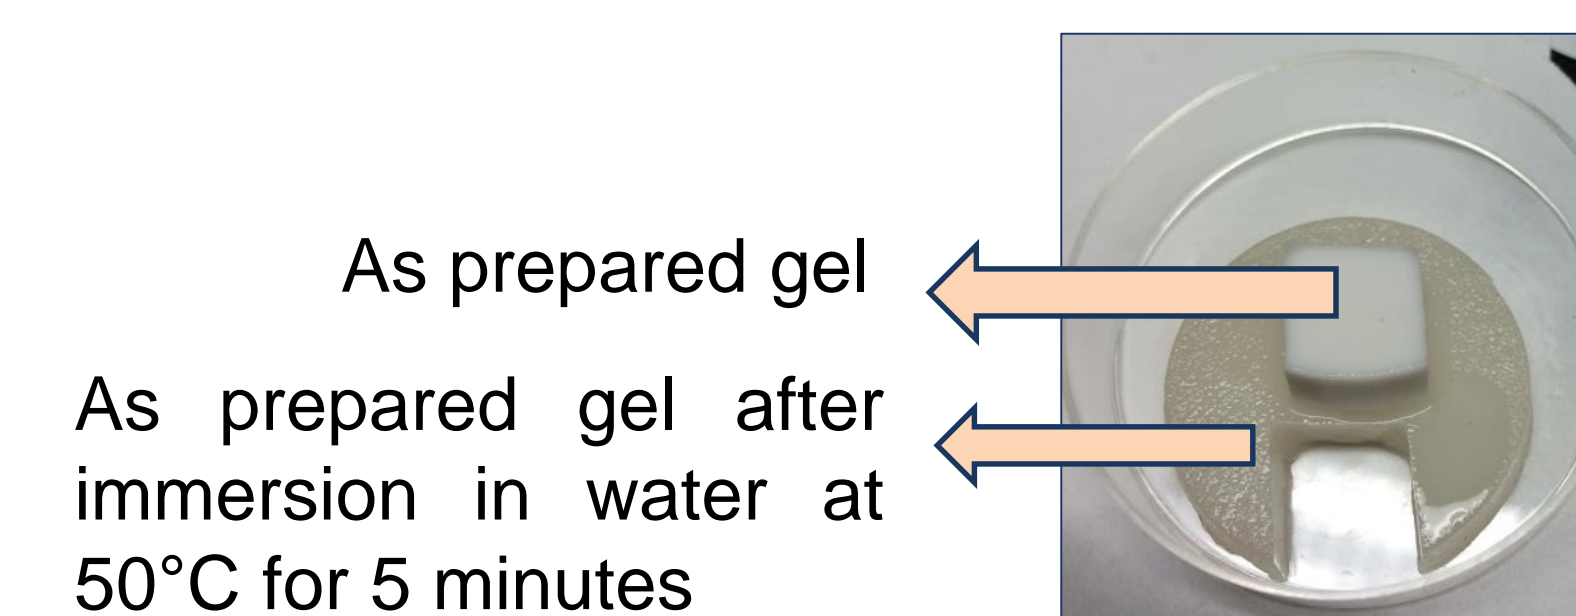 As prepared gel
As prepared gel after
immersion in water at
50°C for 5 minutes